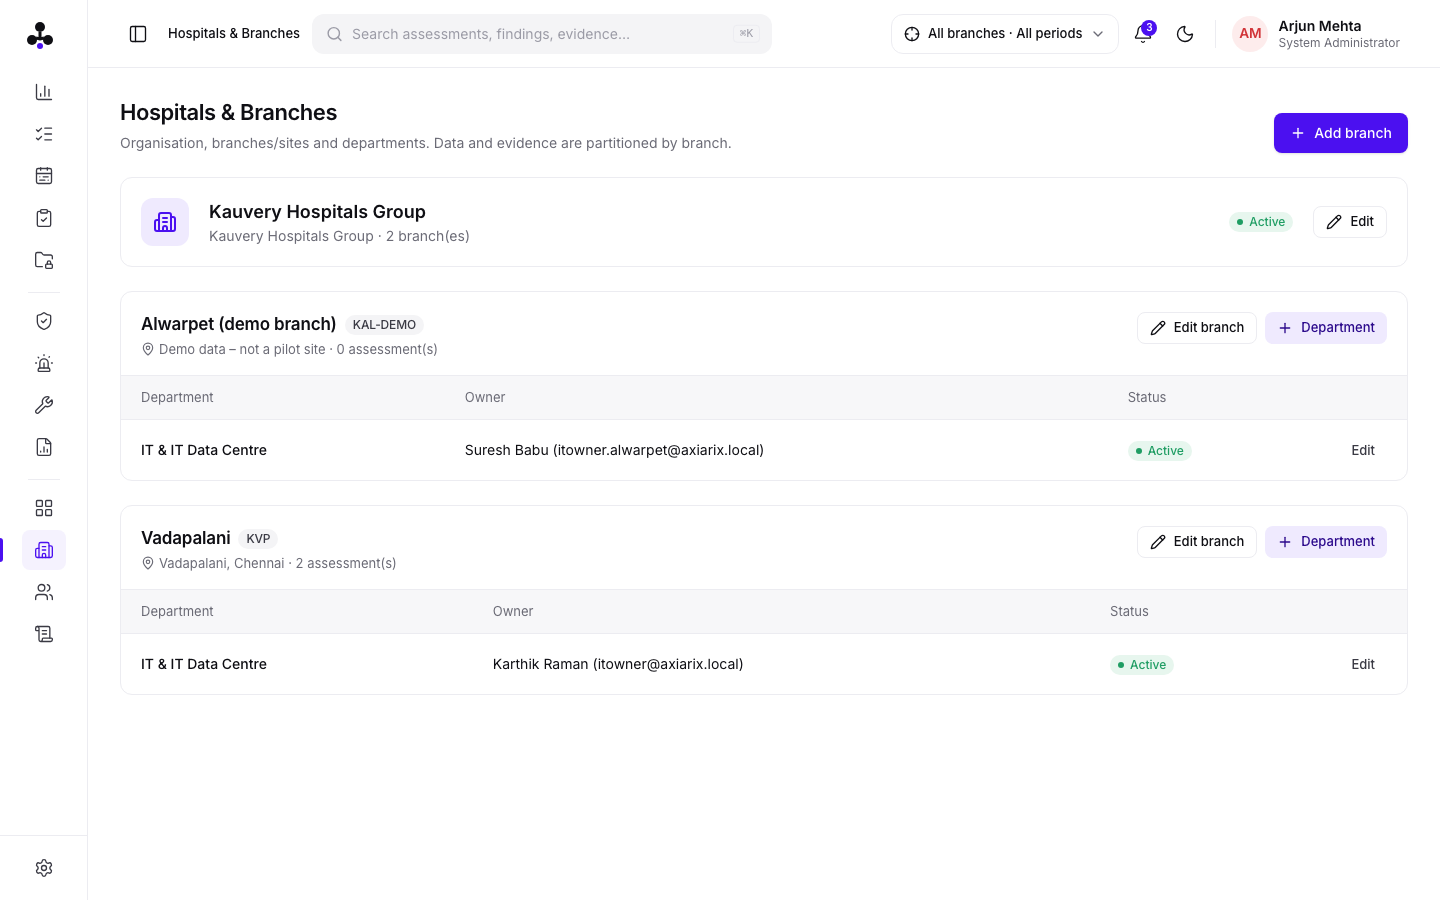 Hospitals & Branches
Search assessments, findings, evidence...
⌘K
All branches · All periods
3
AM
Arjun Mehta
System Administrator
Hospitals & Branches
Organisation, branches/sites and departments. Data and evidence are partitioned by branch.
Add branch
Kauvery Hospitals Group
Kauvery Hospitals Group · 2 branch(es)
Active
Edit
Alwarpet (demo branch)
KAL-DEMO
Demo data – not a pilot site · 0 assessment(s)
Edit branch
Department
Department Owner Status
IT & IT Data Centre Suresh Babu (itowner.alwarpet@axiarix.local) Active Edit
Vadapalani
KVP
Vadapalani, Chennai · 2 assessment(s)
Edit branch
Department
Department Owner Status
IT & IT Data Centre Karthik Raman (itowner@axiarix.local) Active Edit